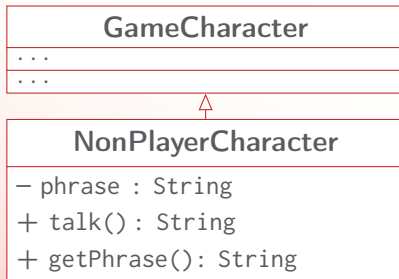 GameCharacter
...
...
NonPlayerCharacter
− phrase : String
+ talk() : String
+ getPhrase(): String